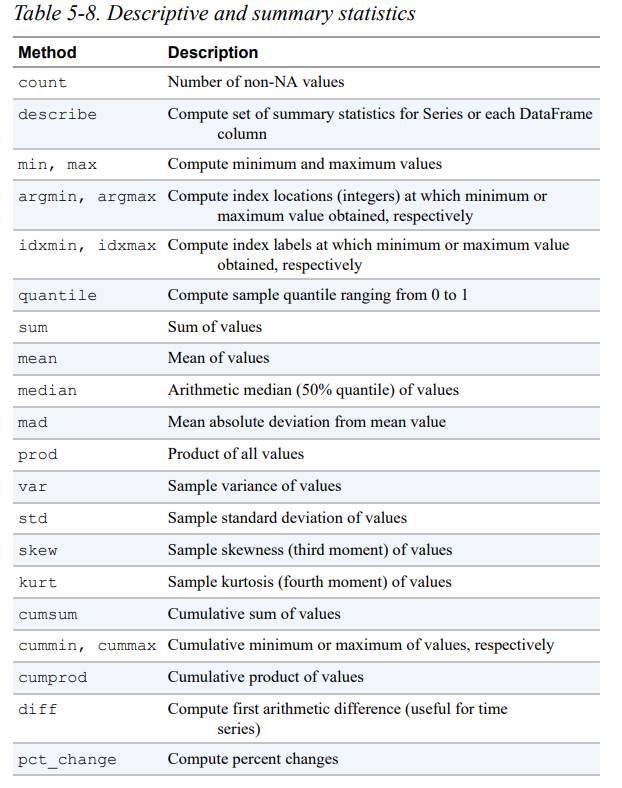 Table 5-8. Descriptive and summary statistics
Method Description
count Number of non-NA values
describe Compute set of summary statistics for Series or each DataFrame
column
min, max Compute minimum and maximum values
argmin, argmax Compute index locations (integers) at which minimum or
maximum value obtained, respectively
idxmin, idxmax Compute index labels at which minimum or maximum value
obtained, respectively
quantile Compute sample quantile ranging from 0 to 1
sum Sum of values
mean Mean of values
median Arithmetic median (50% quantile) of values
mad Mean absolute deviation from mean value
prod Product of all values
var Sample variance of values
std Sample standard deviation of values
skew Sample skewness (third moment) of values
kurt Sample kurtosis (fourth moment) of values
cumsum Cumulative sum of values
cummin, cummax Cumulative minimum or maximum of values, respectively
cumprod Cumulative product of values
diff Compute first arithmetic difference (useful for time
series)
pct_change Compute percent changes